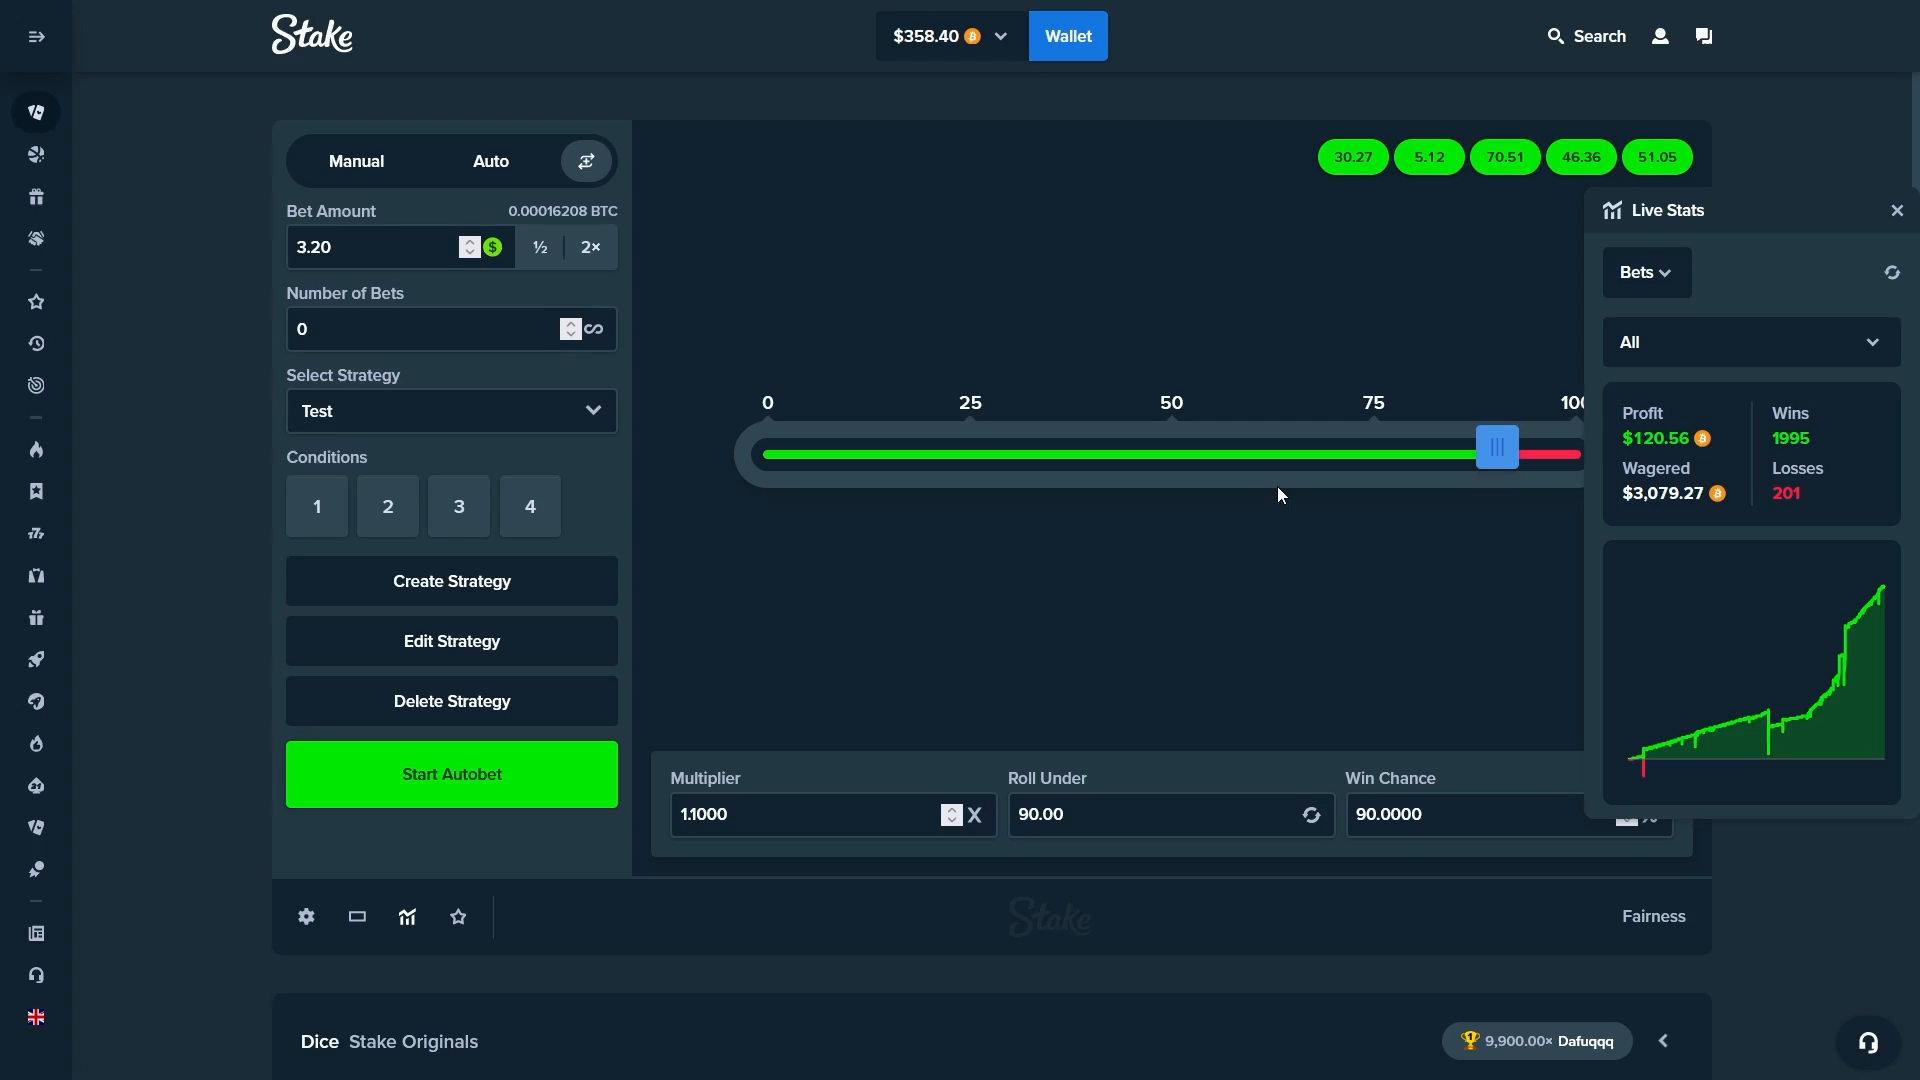 Stake
$358.40
Wallet
Search
Manual
Auto
30.27
5.12
70.51
46.36
51.05
Bet Amount
0.00016208 BTC
3.20
$
½
2×
Live Stats
Bets
Number of Bets
0
All
Select Strategy
Test
0
25
50
75
Profit
$120.56
Wagered
$3,079.27
Wins
1995
Losses
201
Conditions
1
2
3
4
Create Strategy
Edit Strategy
Delete Strategy
Start Autobet
Multiplier
1.1000
X
Roll Under
90.00
Win Chance
90.0000
Stake
Fairness
Dice Stake Originals
9,900.00× Dafuqqq